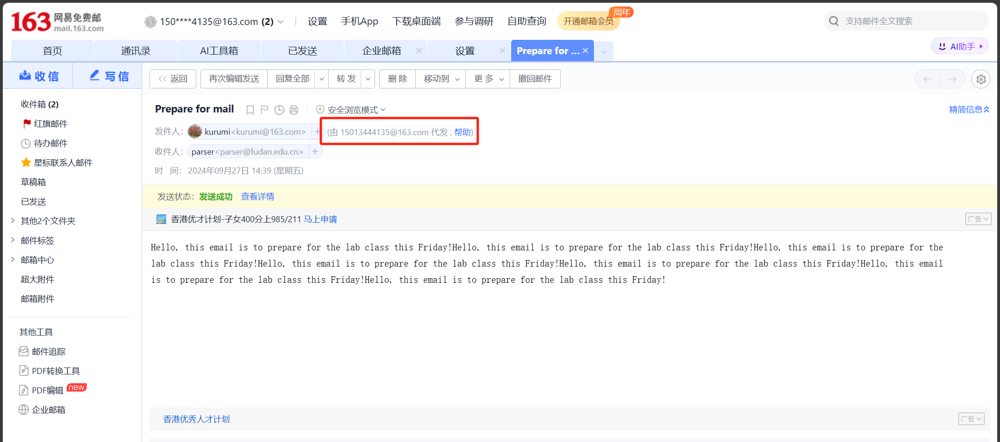 163 网易免费邮 mail.163.com
150****4135@163.com (2) 设置 手机App 下载桌面端 参与调研 自助查询 开通邮箱会员 周年 支持邮件全文搜索
首页 通讯录 AI工具箱 已发送 企业邮箱 设置 Prepare for ... AI助手
收信 写信 << 返回 再次编辑发送 回复全部 转发 删除 移动到 更多 撤回邮件
收件箱 (2)
红旗邮件
待办邮件
星标联系人邮件
草稿箱
已发送
其他2个文件夹
邮件标签
邮箱中心
超大附件
邮箱附件
其他工具
邮件追踪
PDF转换工具
PDF编辑 new
企业邮箱
Prepare for mail 安全浏览模式 精简信息
发件人： kurumi<kurumi@163.com> + (由 15013444135@163.com 代发 , 帮助)
收件人： parser<parser@fudan.edu.cn> +
时 间： 2024年09月27日 14:39 (星期五)
发送状态： 发送成功 查看详情
香港优才计划-子女400分上985/211 马上申请 广告
Hello, this email is to prepare for the lab class this Friday!Hello, this email is to prepare for the lab class this Friday!Hello, this email is to prepare for the
lab class this Friday!Hello, this email is to prepare for the lab class this Friday!Hello, this email is to prepare for the lab class this Friday!Hello, this email
is to prepare for the lab class this Friday!Hello, this email is to prepare for the lab class this Friday!
香港优秀人才计划 广告